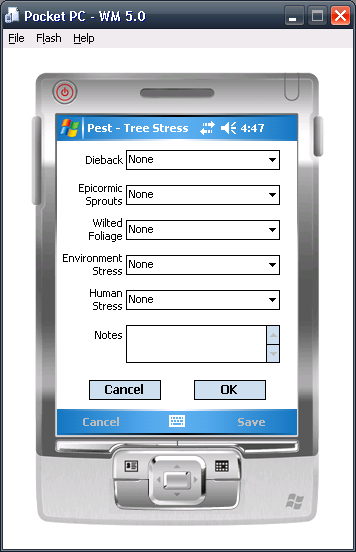 Pocket PC - WM 5.0
File Flash Help
Pest - Tree Stress 4:47
Dieback None
Epicormic
Sprouts None
Wilted
Foliage None
Environment
Stress None
Human
Stress None
Notes
Cancel OK
Cancel Save